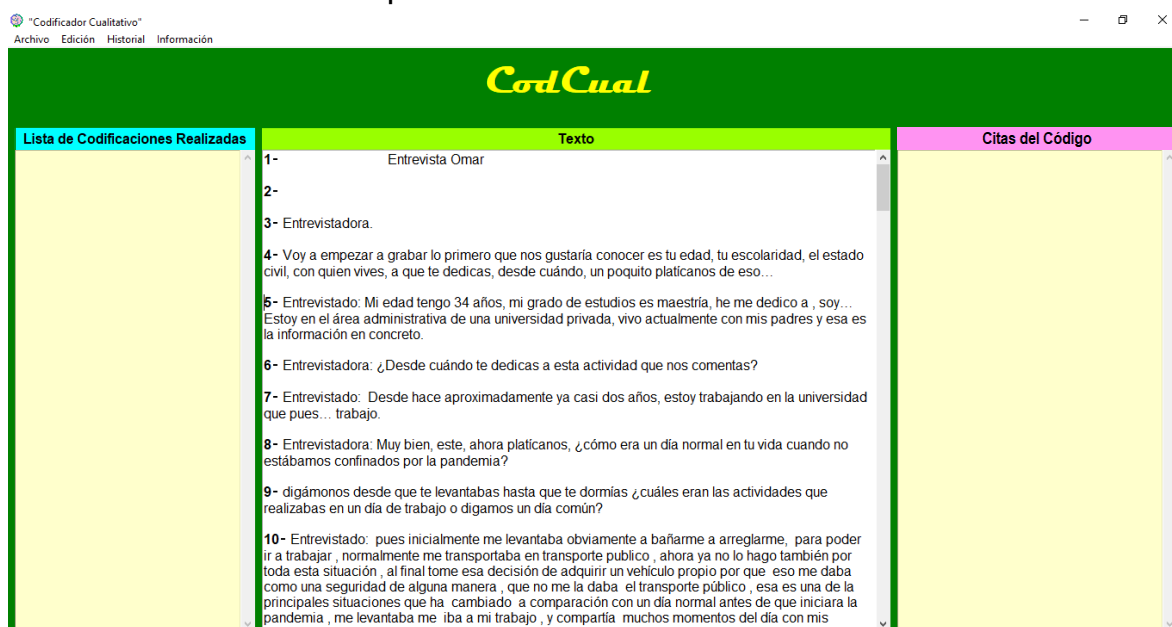 "Codificador Cualitativo"
Archivo Edición Historial Información
CodCual
Lista de Codificaciones Realizadas
Texto
Citas del Código
1- Entrevista Omar
2-
3- Entrevistadora.
4- Voy a empezar a grabar lo primero que nos gustaría conocer es tu edad, tu escolaridad, el estado
civil, con quien vives, a que te dedicas, desde cuándo, un poquito platícanos de eso…
5- Entrevistado: Mi edad tengo 34 años, mi grado de estudios es maestría, he me dedico a , soy…
Estoy en el área administrativa de una universidad privada, vivo actualmente con mis padres y esa es
la información en concreto.
6- Entrevistadora: ¿Desde cuándo te dedicas a esta actividad que nos comentas?
7- Entrevistado: Desde hace aproximadamente ya casi dos años, estoy trabajando en la universidad
que pues… trabajo.
8- Entrevistadora: Muy bien, este, ahora platícanos, ¿cómo era un día normal en tu vida cuando no
estábamos confinados por la pandemia?
9- digámonos desde que te levantabas hasta que te dormías ¿cuáles eran las actividades que
realizabas en un día de trabajo o digamos un día común?
10- Entrevistado: pues inicialmente me levantaba obviamente a bañarme a arreglarme, para poder
ir a trabajar , normalmente me transportaba en transporte publico , ahora ya no lo hago también por
toda esta situación , al final tome esa decisión de adquirir un vehículo propio por que eso me daba
como una seguridad de alguna manera , que no me la daba el transporte público , esa es una de la
principales situaciones que ha cambiado a comparación con un día normal antes de que iniciara la
pandemia , me levantaba me iba a mi trabajo , y compartía muchos momentos del día con mis